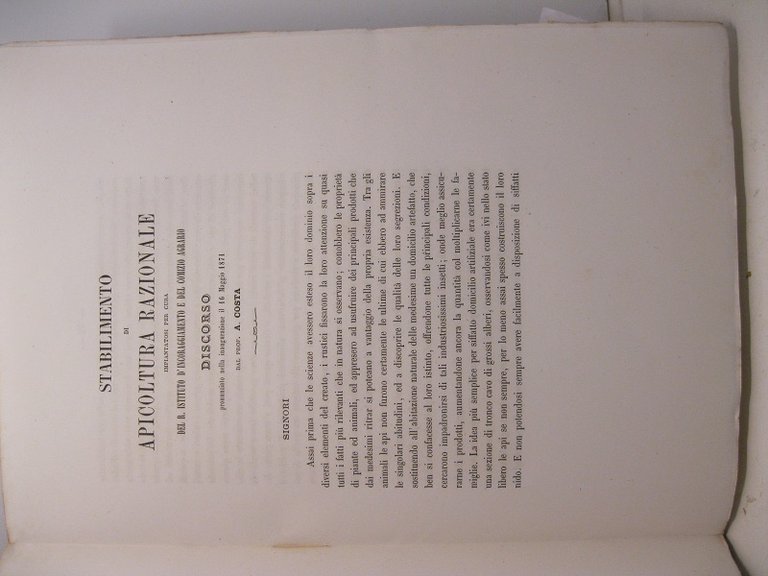 STABILIMENTO
DI
APICOLTURA RAZIONALE
IMPIANTATOSI PER CURA
DEL R. ISTITUTO D'INCORAGGIAMENTO E DEL COMIZIO AGRARIO
DISCORSO
pronunziato nella inaugurazione il 16 Maggio 1871
DAL PROF. A. COSTA
SIGNORI
Assai prima che le scienze avessero esteso il loro dominio sopra i
diversi elementi del creato, i rustici fissarono la loro attenzione su quasi
tutti i fatti più rilevanti che in natura si osservano; conobbero le proprietà
di piante ed animali, ed appresero ad usufruire dei principali prodotti che
dai medesimi ritrar si poteano a vantaggio della propria esistenza. Tra gli
animali le api non furono certamente le ultime di cui ebbero ad ammirare
le singolari abitudini, ed a discoprire le qualità delle loro segrezioni. E
sostituendo all'abitazione naturale delle medesime un domicilio artefatto, che
ben si confacesse al loro istinto, offrendone tutte le principali condizioni,
cercarono impadronirsi di tali industriosissimi insetti; onde meglio assicu-
rarne i prodotti, aumentandone ancora la quantità col moltiplicarne le fa-
miglie. La idea più semplice per siffatto domicilio artifiziale era certamente
una sezione di tronco cavo di grossi alberi, osservandosi come ivi nello stato
libero le api se non sempre, per lo meno assai spesso costruiscono il loro
nido. E non potendosi sempre avere facilmente a disposizione di siffatti